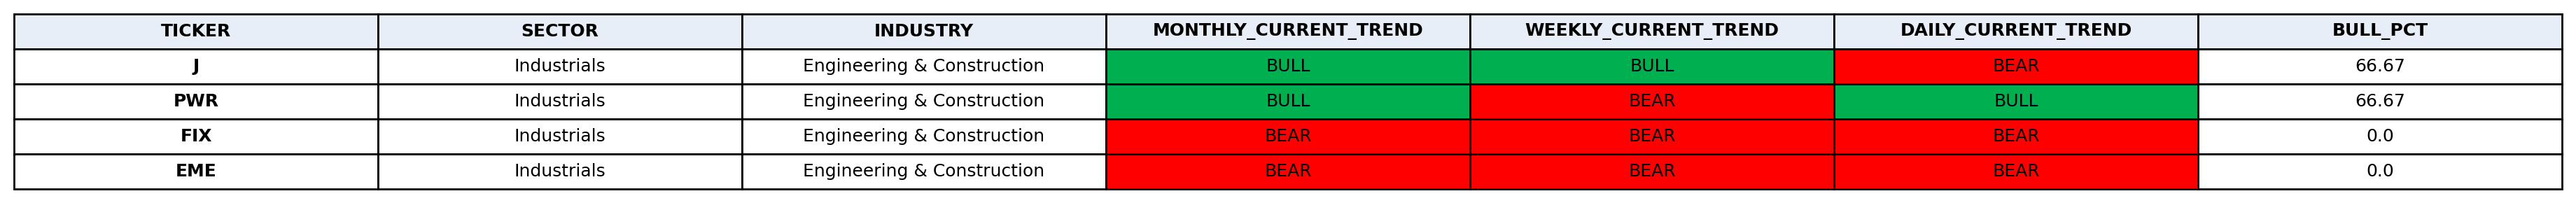 TICKER SECTOR INDUSTRY MONTHLY_CURRENT_TREND WEEKLY_CURRENT_TREND DAILY_CURRENT_TREND BULL_PCT
J Industrials Engineering & Construction BULL BULL BEAR 66.67
PWR Industrials Engineering & Construction BULL BEAR BULL 66.67
FIX Industrials Engineering & Construction BEAR BEAR BEAR 0.0
EME Industrials Engineering & Construction BEAR BEAR BEAR 0.0